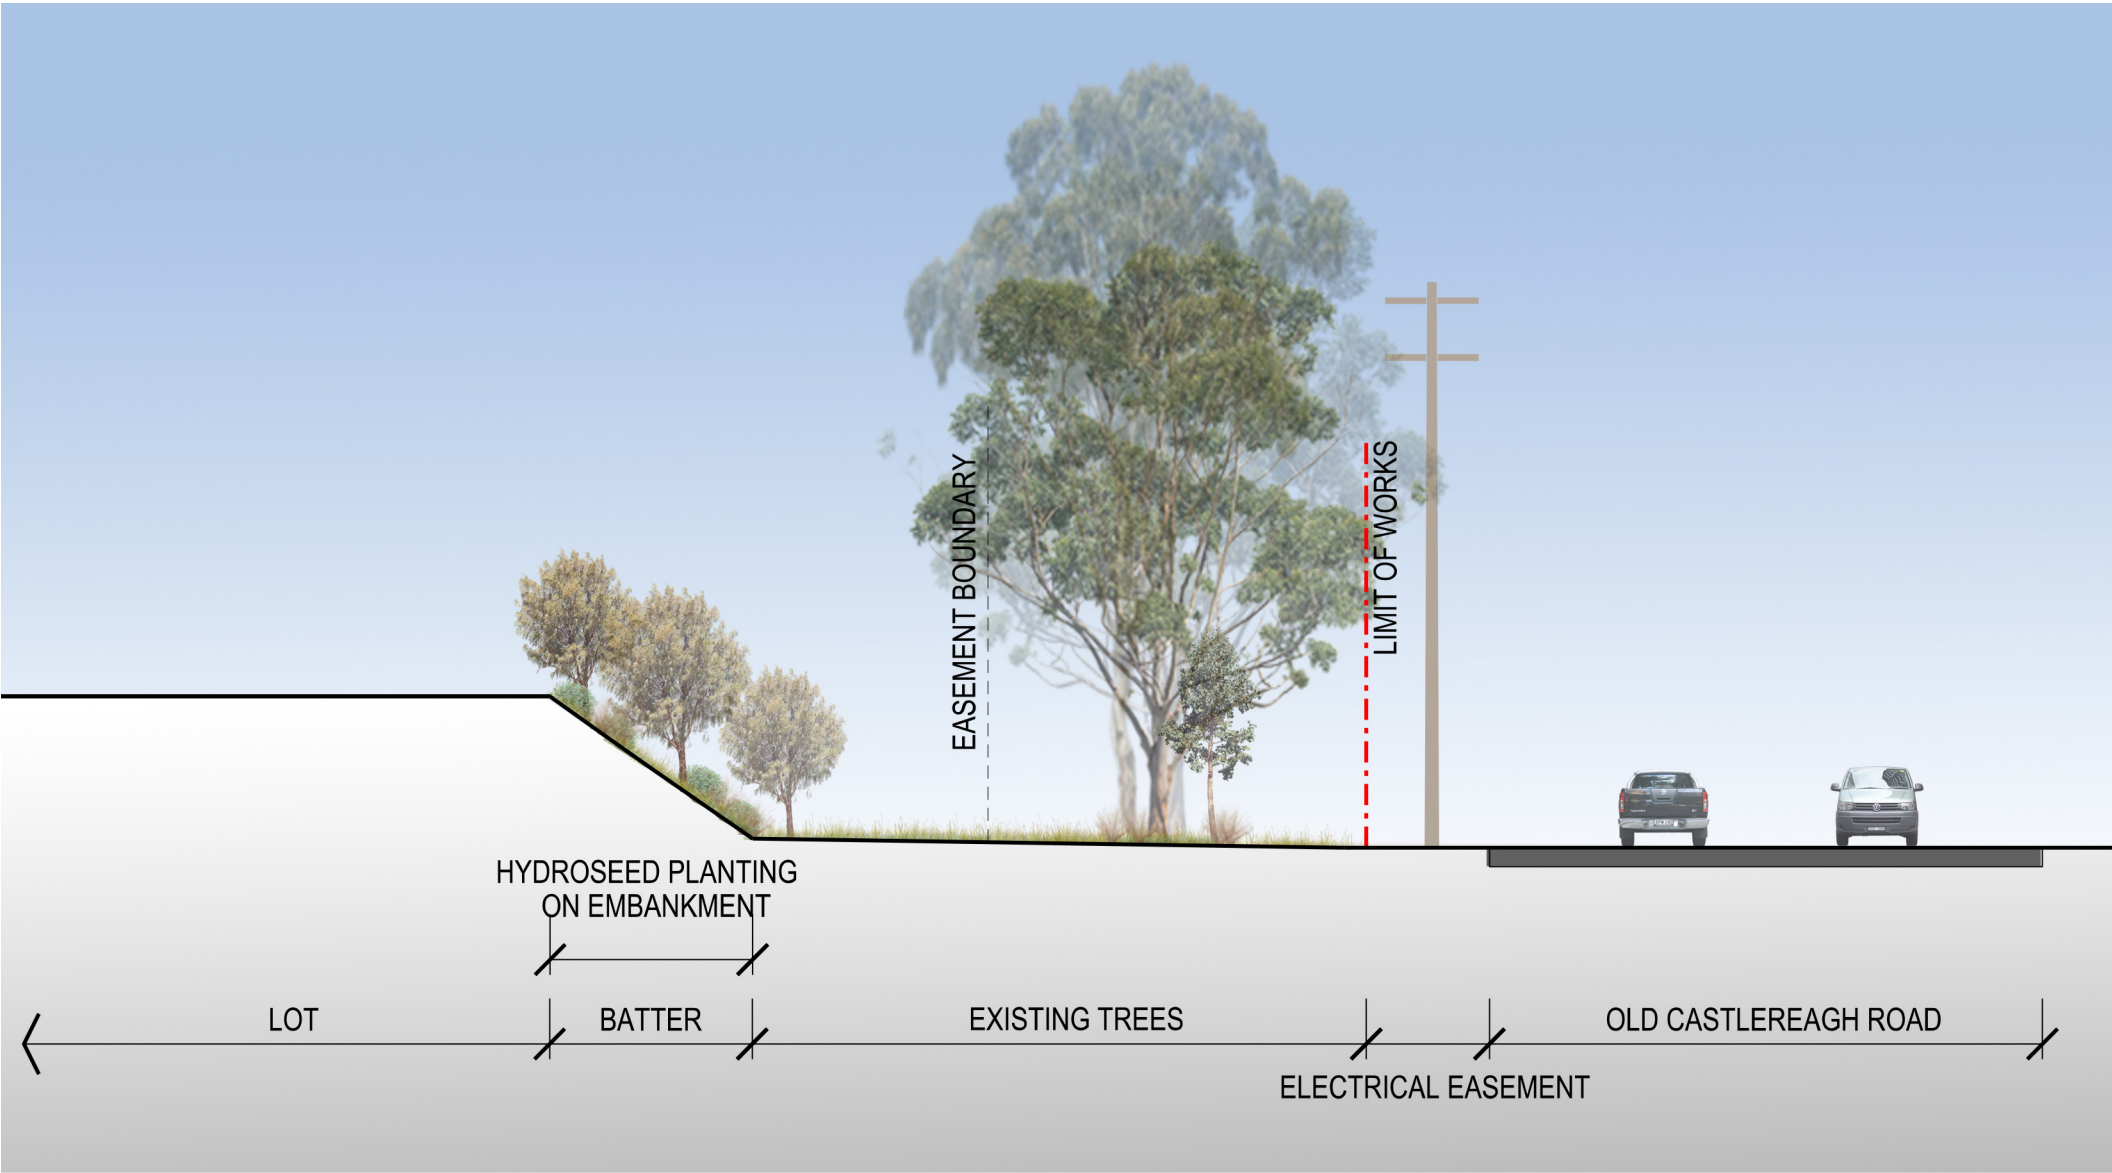 EASEMENT BOUNDARY
LIMIT OF WORKS
HYDROSEED PLANTING
ON EMBANKMENT
LOT
BATTER
EXISTING TREES
OLD CASTLEREAGH ROAD
ELECTRICAL EASEMENT